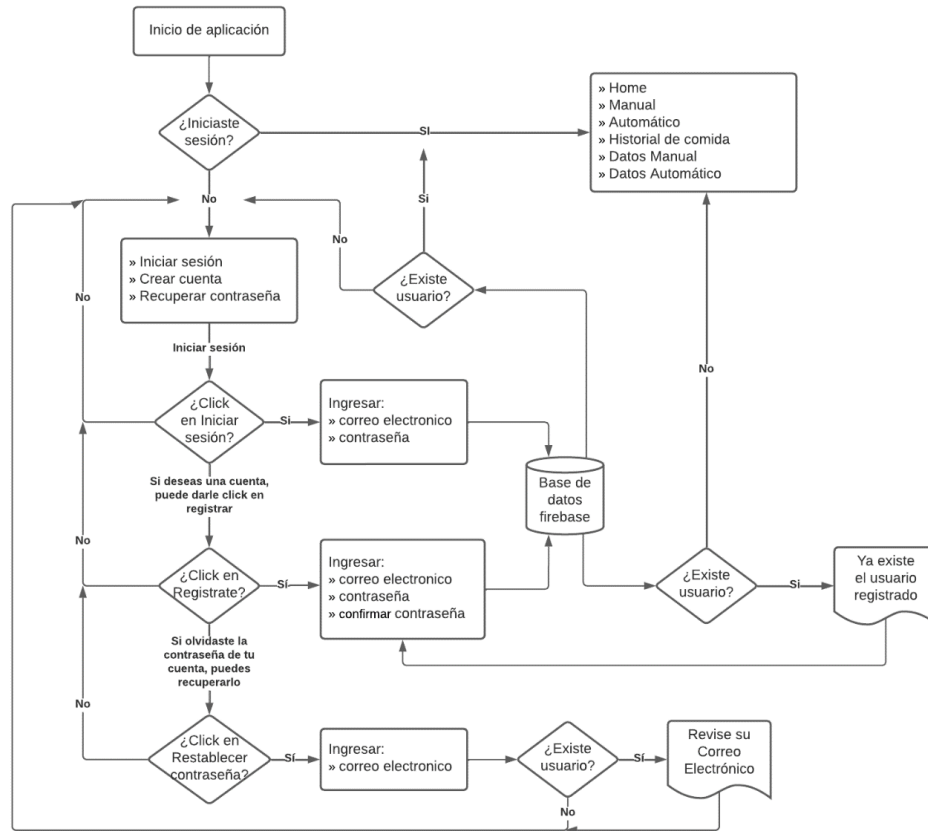 Inicio de aplicación
¿Iniciaste
sesión?
SI
» Home
» Manual
» Automático
» Historial de comida
» Datos Manual
» Datos Automático
No
Si
No
» Iniciar sesión
» Crear cuenta
» Recuperar contraseña
¿Existe
usuario?
No
Iniciar sesión
No
¿Click
en Iniciar
sesión?
Si
Ingresar:
» correo electronico
» contraseña
Si deseas una cuenta,
puede darle click en
registrar
Base de
datos
firebase
No
¿Click en
Registrate?
Sí
Ingresar:
» correo electronico
» contraseña
» confirmar contraseña
¿Existe
usuario?
Si
Ya existe
el usuario
registrado
Si olvidaste la
contraseña de tu
cuenta, puedes
recuperarlo
No
¿Click en
Restablecer
contraseña?
Sí
Ingresar:
» correo electronico
¿Existe
usuario?
Sí
Revise su
Correo
Electrónico
No